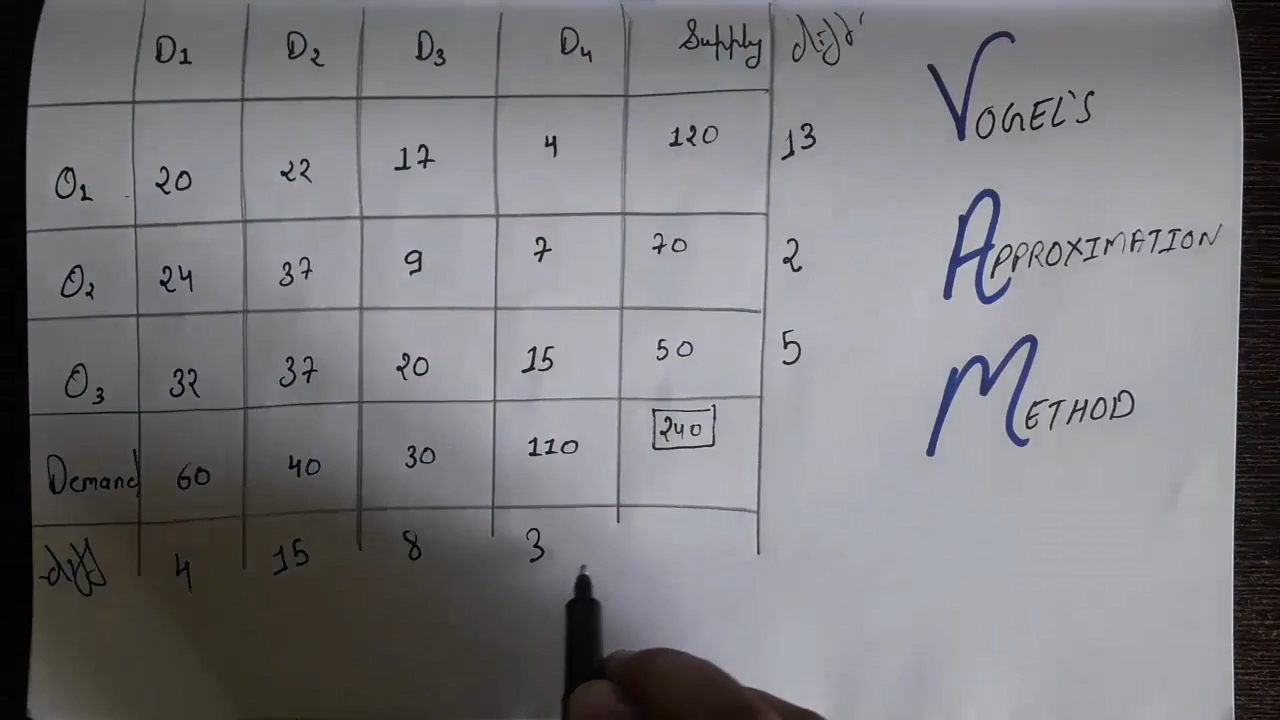 D1 D2 D3 D4 Supply diff
O1 20 22 17 4 120 13
O2 24 37 9 7 70 2
O3 32 37 20 15 50 5
Demand 60 40 30 110 240
diff 4 15 8 3
VOGEL'S
APPROXIMATION
METHOD